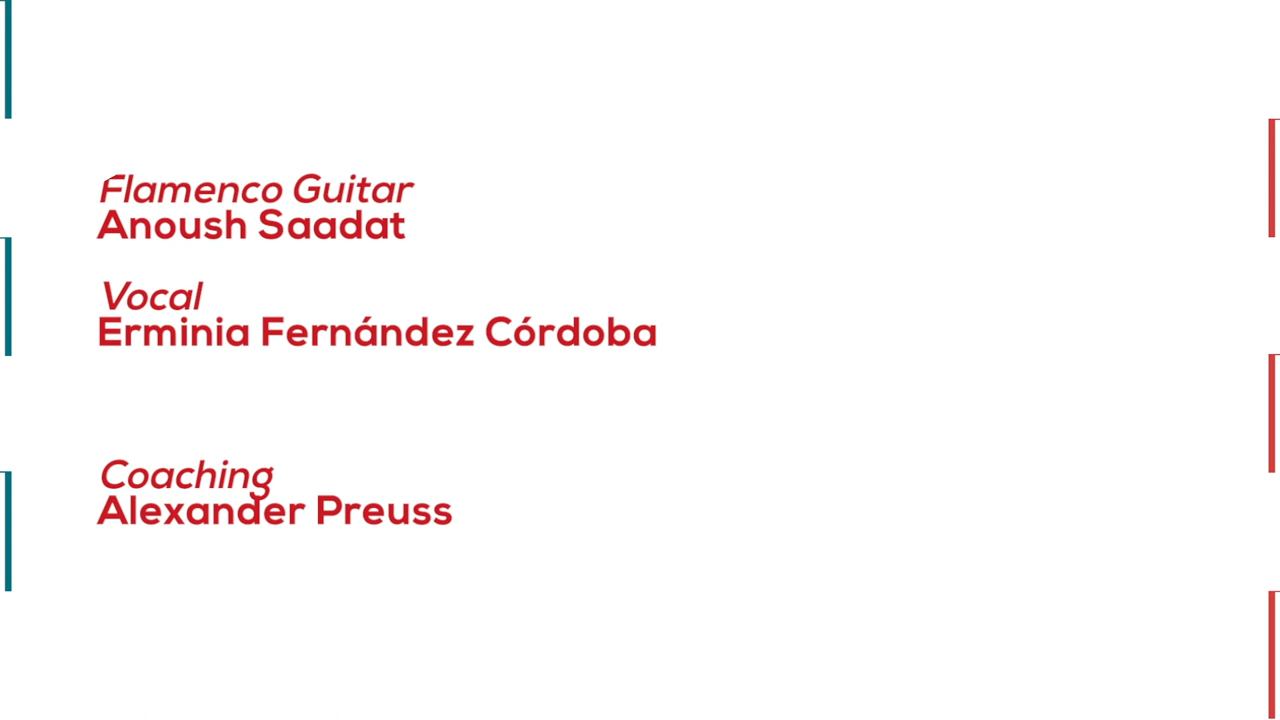 Flamenco Guitar
Anoush Saadat
Vocal
Erminia Fernández Córdoba
Coaching
Alexander Preuss